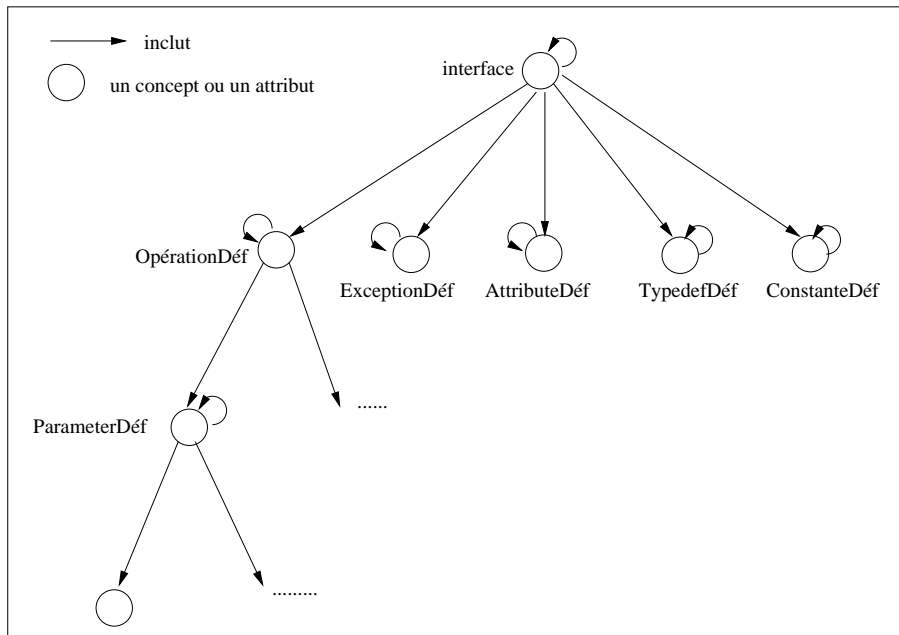 inclut
un concept ou un attribut
interface
OpérationDéf
ExceptionDéf
AttributeDéf
TypedefDéf
ConstanteDéf
......
ParameterDéf
.........